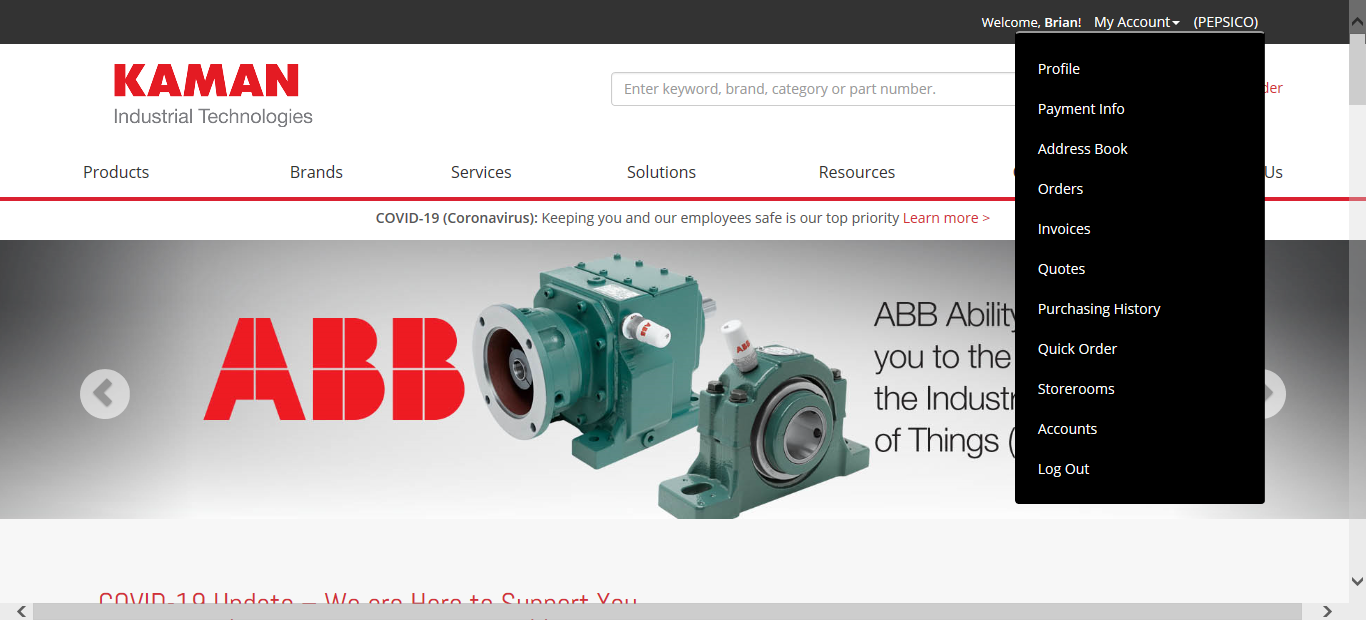 Welcome, Brian! My Account (PEPSICO)
KAMAN
Industrial Technologies
Enter keyword, brand, category or part number.
Products Brands Services Solutions Resources Us
COVID-19 (Coronavirus): Keeping you and our employees safe is our top priority Learn more >
Profile
Payment Info
Address Book
Orders
Invoices
Quotes
Purchasing History
Quick Order
Storerooms
Accounts
Log Out
ABB
ABB
ABB
ABB Ability
you to the
the Industr
of Things (
COVID-19 Update – We are Here to Support You